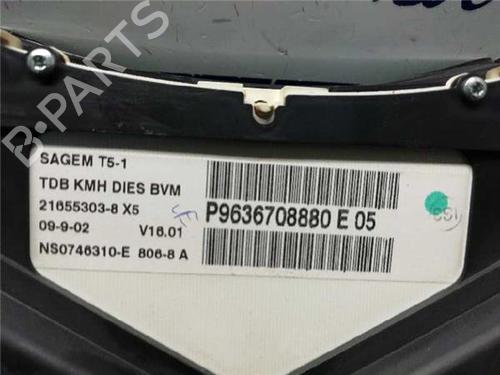 SAGEM T5-1
TDB KMH DIES BVM
21655303-8 X5
09-9-02 V16.01
NS0746310-E 806-8 A
P9636708880 E 05
B-PARTS